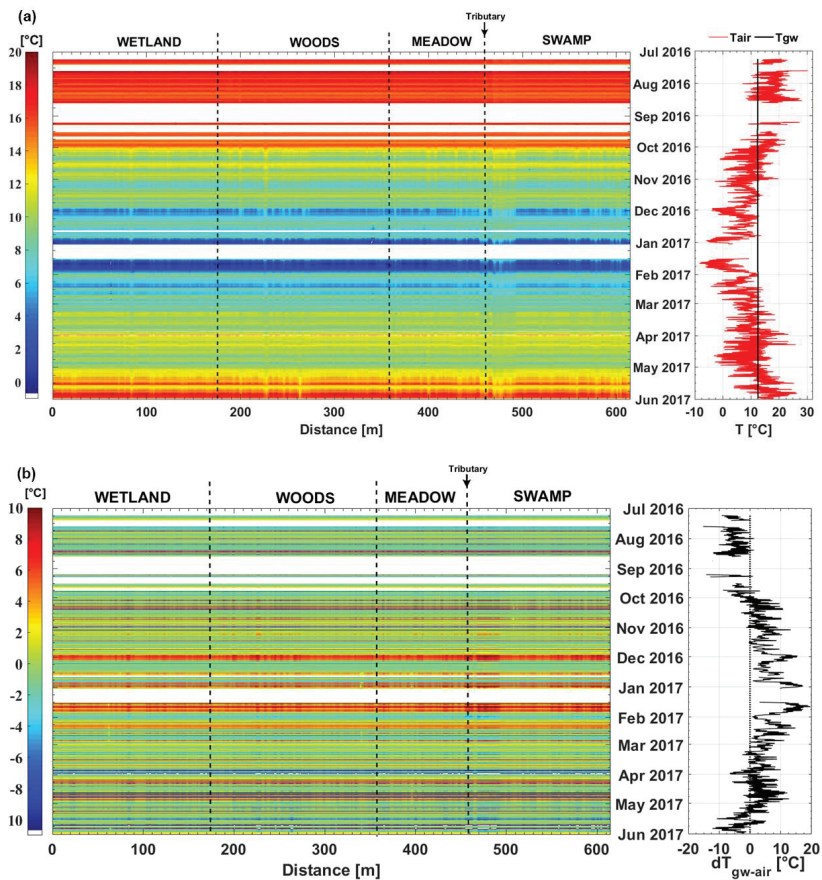 (a)
Tributary
[°C]
WETLAND WOODS MEADOW SWAMP
Tair Tgw
20
18
16
14
12
10
8
6
4
2
0
Jul 2016
Aug 2016
Sep 2016
Oct 2016
Nov 2016
Dec 2016
Jan 2017
Feb 2017
Mar 2017
Apr 2017
May 2017
Jun 2017
0 100 200 300 400 500 600
Distance [m]
-10 0 10 20 30
T [°C]
(b)
Tributary
[°C]
WETLAND WOODS MEADOW SWAMP
10
8
6
4
2
0
-2
-4
-6
-8
-10
Jul 2016
Aug 2016
Sep 2016
Oct 2016
Nov 2016
Dec 2016
Jan 2017
Feb 2017
Mar 2017
Apr 2017
May 2017
Jun 2017
0 100 200 300 400 500 600
Distance [m]
-20 -10 0 10 20
dTgw-air [°C]